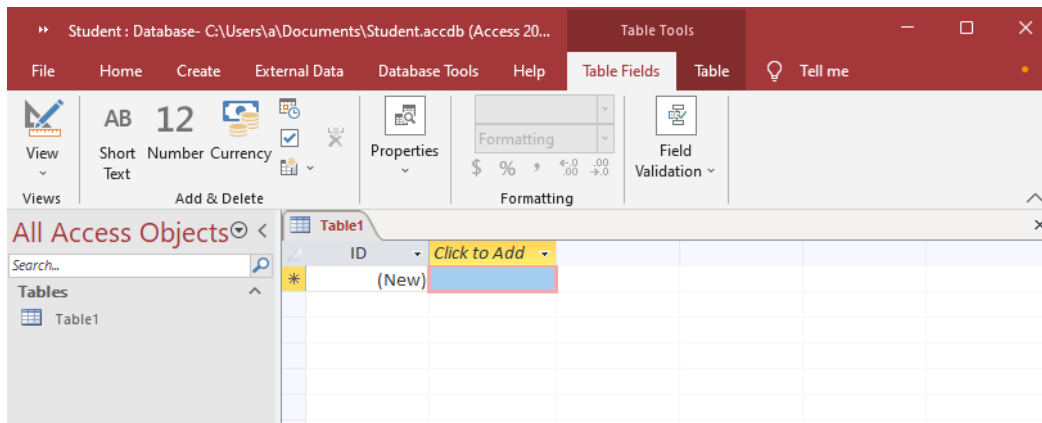 Student : Database- C:\Users\a\Documents\Student.accdb (Access 20... Table Tools
File Home Create External Data Database Tools Help Table Fields Table Tell me
AB 12
View Short Text Number Currency Properties Formatting Field Validation
$ % , .00 .00
Views Add & Delete Formatting
All Access Objects Table1
Search... ID Click to Add
Tables (New)
Table1